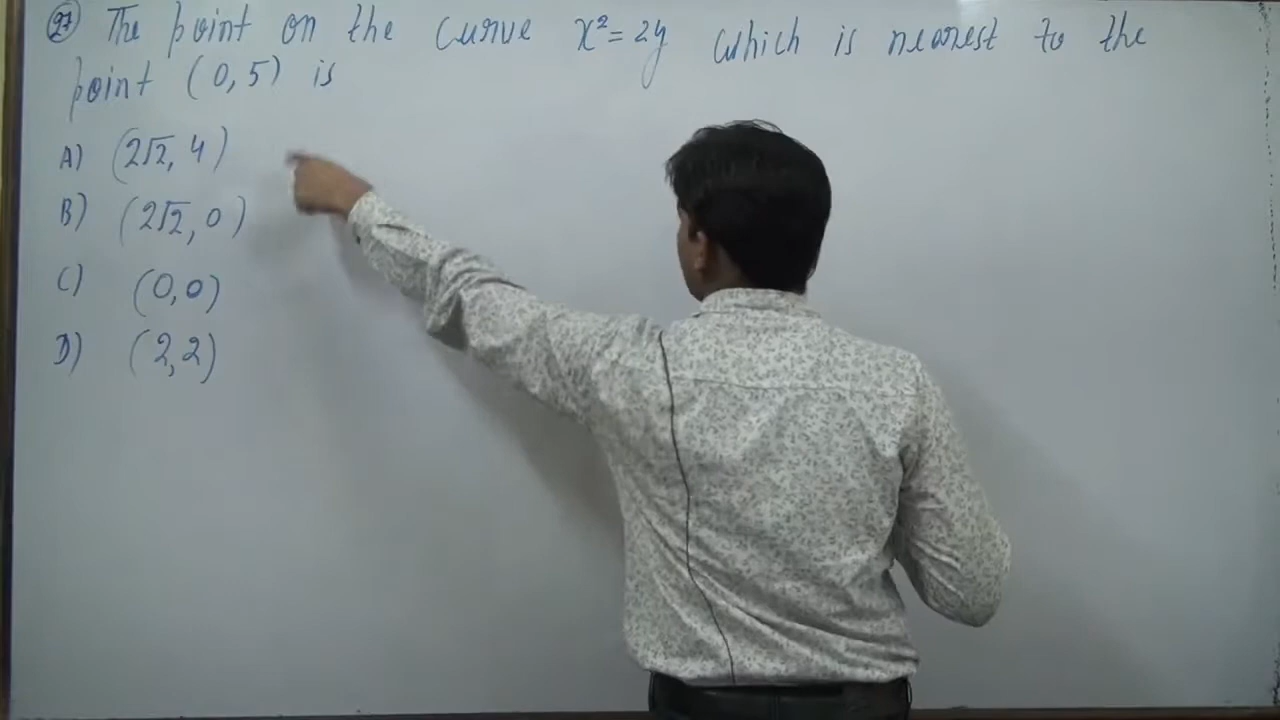 27 The point on the curve x² = 2y which is nearest to the
point (0, 5) is
A) (2√2, 4)
B) (2√2, 0)
C) (0,0)
D) (2,2)